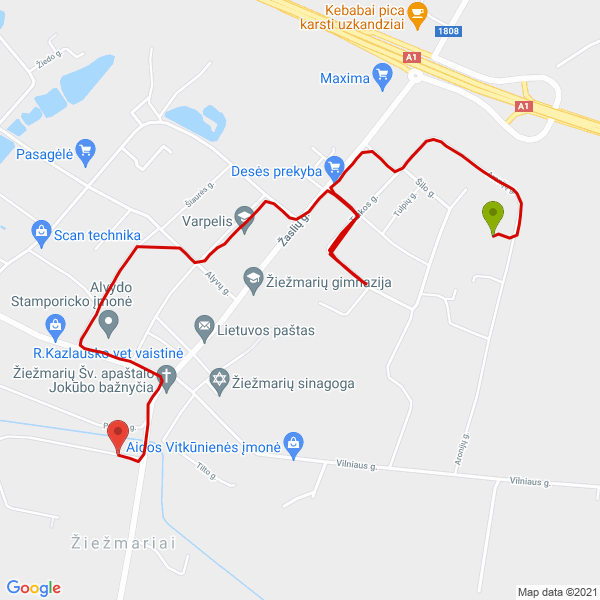 Kebabai pica
karsti uzkandziai
1808
Žiedo g.
A1
Maxima
A1
Pasagėlė
Desės prekyba
Šilo g.
Šiaurės g.
Tulpių g.
Varpelis
Žaslių g.
Scan technika
Alyvų g.
Žiežmarių gimnazija
Alvydo
Stamporicko įmonė
Lietuvos paštas
R.Kazlausko vet vaistinė
Žiežmarių Šv. apaštalo
Jokūbo bažnyčia
Žiežmarių sinagoga
Aidos Vitkūnienės įmonė
Aronijų g.
Vilniaus g.
Tilto g.
Vilniaus g.
Žiežmariai
Google
Map data ©2021